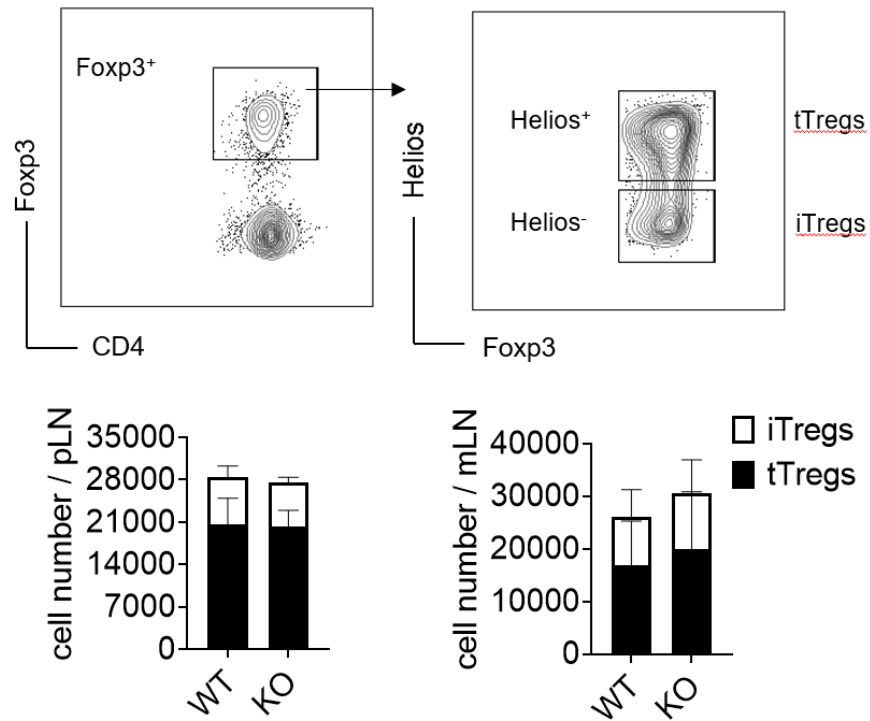 Foxp3⁺
Foxp3
CD4
Helios⁺
Helios⁻
Helios
Foxp3
tTregs
iTregs
cell number / pLN
35000
28000
21000
14000
7000
0
WT
KO
cell number / mLN
40000
30000
20000
10000
0
WT
KO
iTregs
tTregs